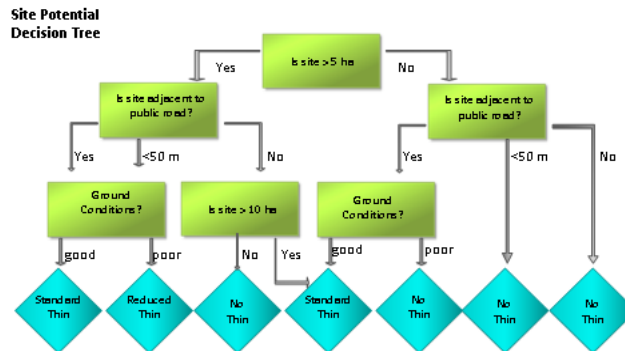 Site Potential
Decision Tree
Is site >5 ha
Yes
No
Is site adjacent to
public road?
Is site adjacent to
public road?
Yes
<50 m
No
Yes
<50 m
No
Ground
Conditions?
Is site > 10 ha
Ground
Conditions?
good
poor
No
Yes
good
poor
Standard
Thin
Reduced
Thin
No
Thin
Standard
Thin
No
Thin
No
Thin
No
Thin